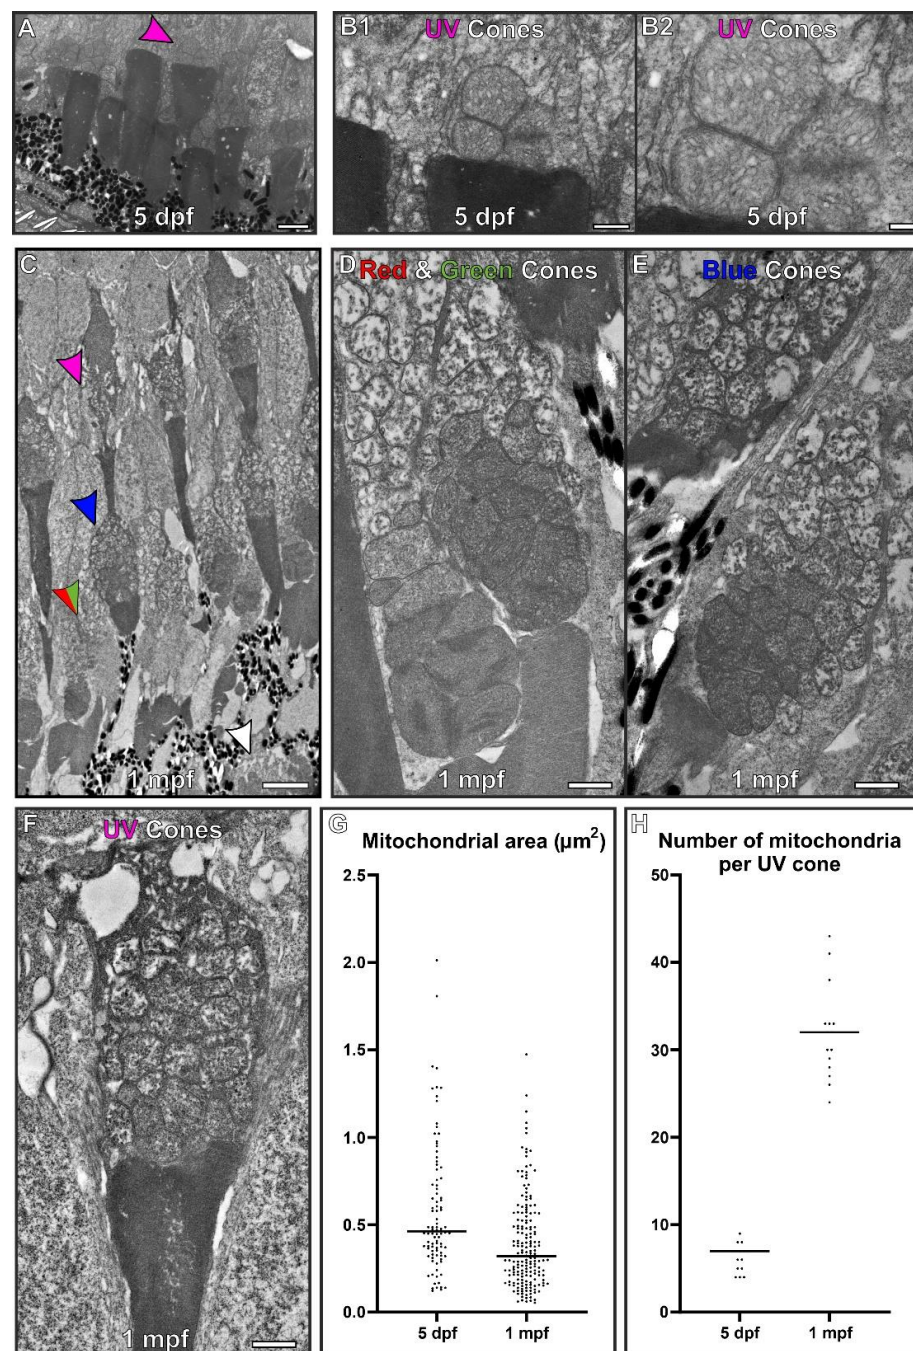 A
5 dpf
B1
UV Cones
5 dpf
B2
UV Cones
5 dpf
C
1 mpf
D
Red & Green Cones
1 mpf
E
Blue Cones
1 mpf
F
UV Cones
1 mpf
G
Mitochondrial area (µm²)
2.5
2.0
1.5
1.0
0.5
0.0
5 dpf
1 mpf
H
Number of mitochondria
per UV cone
50
40
30
20
10
0
5 dpf
1 mpf